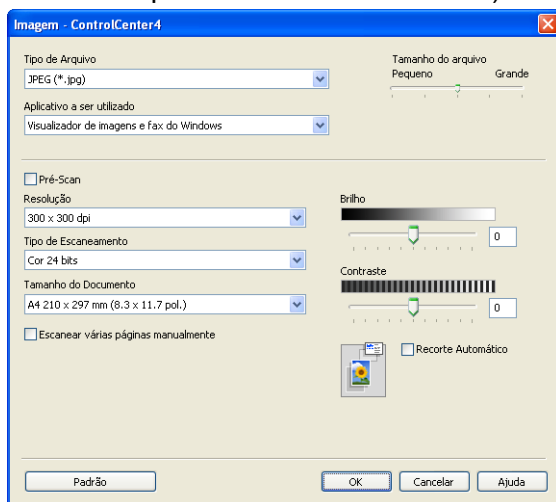 Imagem - ControlCenter4
Tipo de Arquivo
JPEG (*.jpg)
Tamanho do arquivo
Pequeno Grande
Aplicativo a ser utilizado
Visualizador de imagens e fax do Windows
Pré-Scan
Resolução
300 x 300 dpi
Brilho
0
Tipo de Escaneamento
Cor 24 bits
Contraste
0
Tamanho do Documento
A4 210 x 297 mm (8.3 x 11.7 pol.)
Escanear várias páginas manualmente
Recorte Automático
Padrão OK Cancelar Ajuda